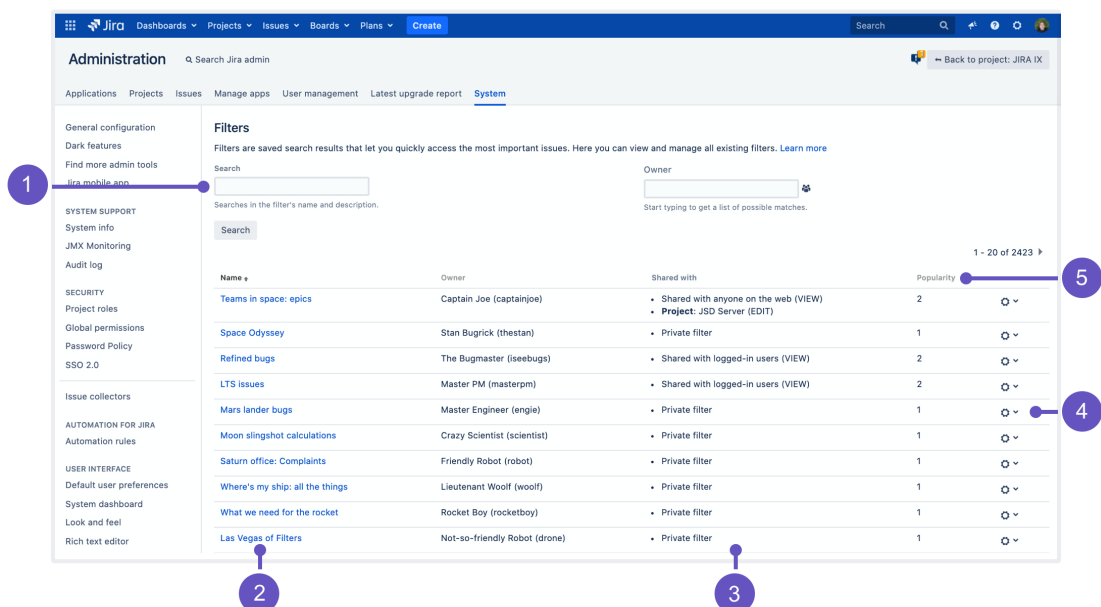 Jira Dashboards Projects Issues Boards Plans Create Search
Administration Search Jira admin Back to project: JIRA IX
Applications Projects Issues Manage apps User management Latest upgrade report System
General configuration
Dark features
Find more admin tools
Jira mobile app
SYSTEM SUPPORT
System info
JMX Monitoring
Audit log
SECURITY
Project roles
Global permissions
Password Policy
SSO 2.0
Issue collectors
AUTOMATION FOR JIRA
Automation rules
USER INTERFACE
Default user preferences
System dashboard
Look and feel
Rich text editor
Filters
Filters are saved search results that let you quickly access the most important issues. Here you can view and manage all existing filters. Learn more
Search Owner
Searches in the filter's name and description. Start typing to get a list of possible matches.
Search
1 - 20 of 2423
Name Owner Shared with Popularity
Teams in space: epics Captain Joe (captainjoe) • Shared with anyone on the web (VIEW) 2
• Project: JSD Server (EDIT)
Space Odyssey Stan Bugrick (thestan) • Private filter 1
Refined bugs The Bugmaster (iseebugs) • Shared with logged-in users (VIEW) 2
LTS issues Master PM (masterpm) • Shared with logged-in users (VIEW) 2
Mars lander bugs Master Engineer (engie) • Private filter 1
Moon slingshot calculations Crazy Scientist (scientist) • Private filter 1
Saturn office: Complaints Friendly Robot (robot) • Private filter 1
Where's my ship: all the things Lieutenant Woolf (woolf) • Private filter 1
What we need for the rocket Rocket Boy (rocketboy) • Private filter 1
Las Vegas of Filters Not-so-friendly Robot (drone) • Private filter 1
1
2
3
4
5